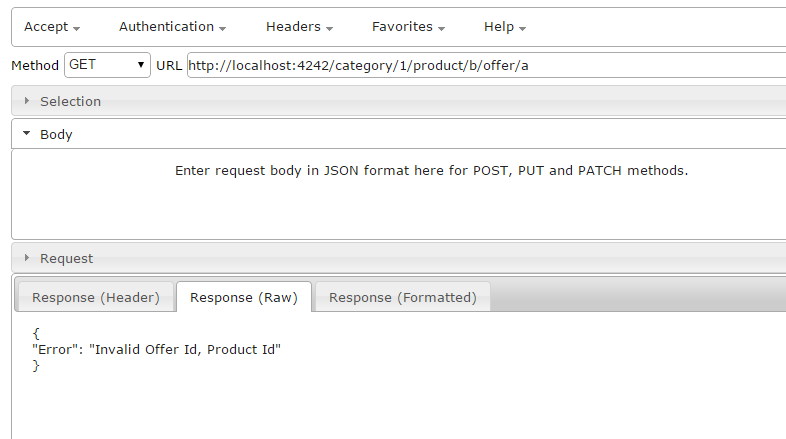 Accept Authentication Headers Favorites Help
Method GET URL http://localhost:4242/category/1/product/b/offer/a
Selection
Body
Enter request body in JSON format here for POST, PUT and PATCH methods.
Request
Response (Header) Response (Raw) Response (Formatted)
{
"Error": "Invalid Offer Id, Product Id"
}